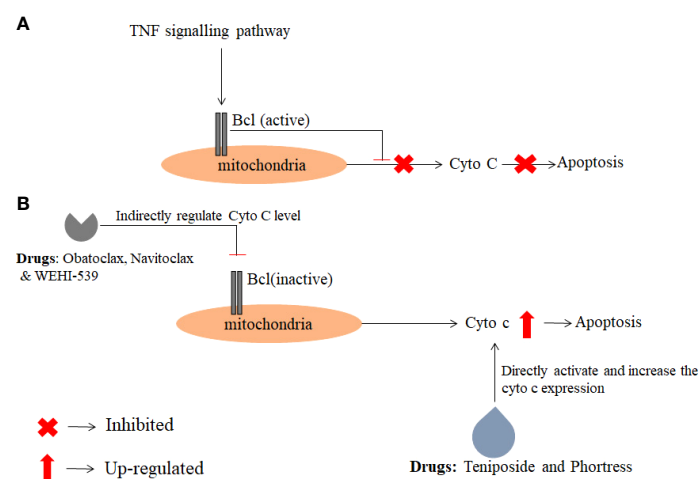 A
TNF signalling pathway
Bcl (active)
mitochondria
Cyto C
Apoptosis
B
Indirectly regulate Cyto C level
Drugs: Obatoclax, Navitoclax
& WEHI-539
Bcl(inactive)
mitochondria
Cyto c
Apoptosis
Directly activate and increase the
cyto c expression
Inhibited
Up-regulated
Drugs: Teniposide and Phortress